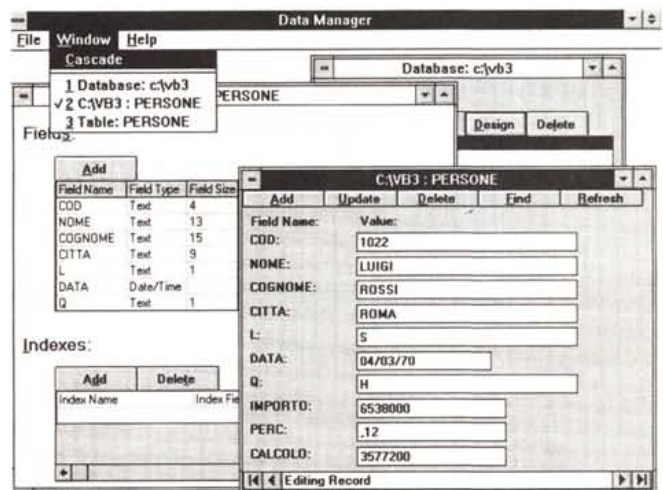 Data Manager
File Window Help
Cascade
1 Database: c:\vb3
✓2 C:\VB3 : PERSONE
3 Table: PERSONE
Database: c:\vb3
PERSONE
Design Delete
Fields:
Add
Field Name Field Type Field Size
COD Text 4
NOME Text 13
COGNOME Text 15
CITTA Text 9
L Text 1
DATA Date/Time
Q Text 1
Indexes:
Add Delete
Index Name Index Fie
C:\VB3 : PERSONE
Add Update Delete Find Refresh
Field Name: Value:
COD: 1022
NOME: LUIGI
COGNOME: ROSSI
CITTA: ROMA
L: S
DATA: 04/03/70
Q: H
IMPORTO: 6538000
PERC: ,12
CALCOLO: 3577200
Editing Record